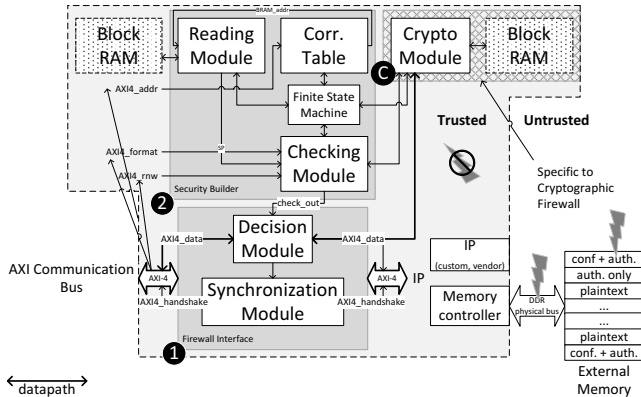 BRAM_addr
Block
RAM
Reading
Module
Corr.
Table
Crypto
Module
Block
RAM
C
AXI4_addr
Finite State
Machine
Trusted
Untrusted
AXI4_format
SP
Checking
Module
AXI4_rnw
Specific to
Cryptographic
Firewall
Security Builder
2
check_out
AXI4_data
Decision
Module
AXI4_data
AXI Communication
Bus
AXI-4
AXI-4
IP
IP
(custom, vendor)
AXI4_handshake
Synchronization
Module
AXI4_handshake
Memory
controller
DDR
physical bus
conf + auth.
auth. only
plaintext
...
...
plaintext
conf. + auth.
External
Memory
1
Firewall Interface
datapath